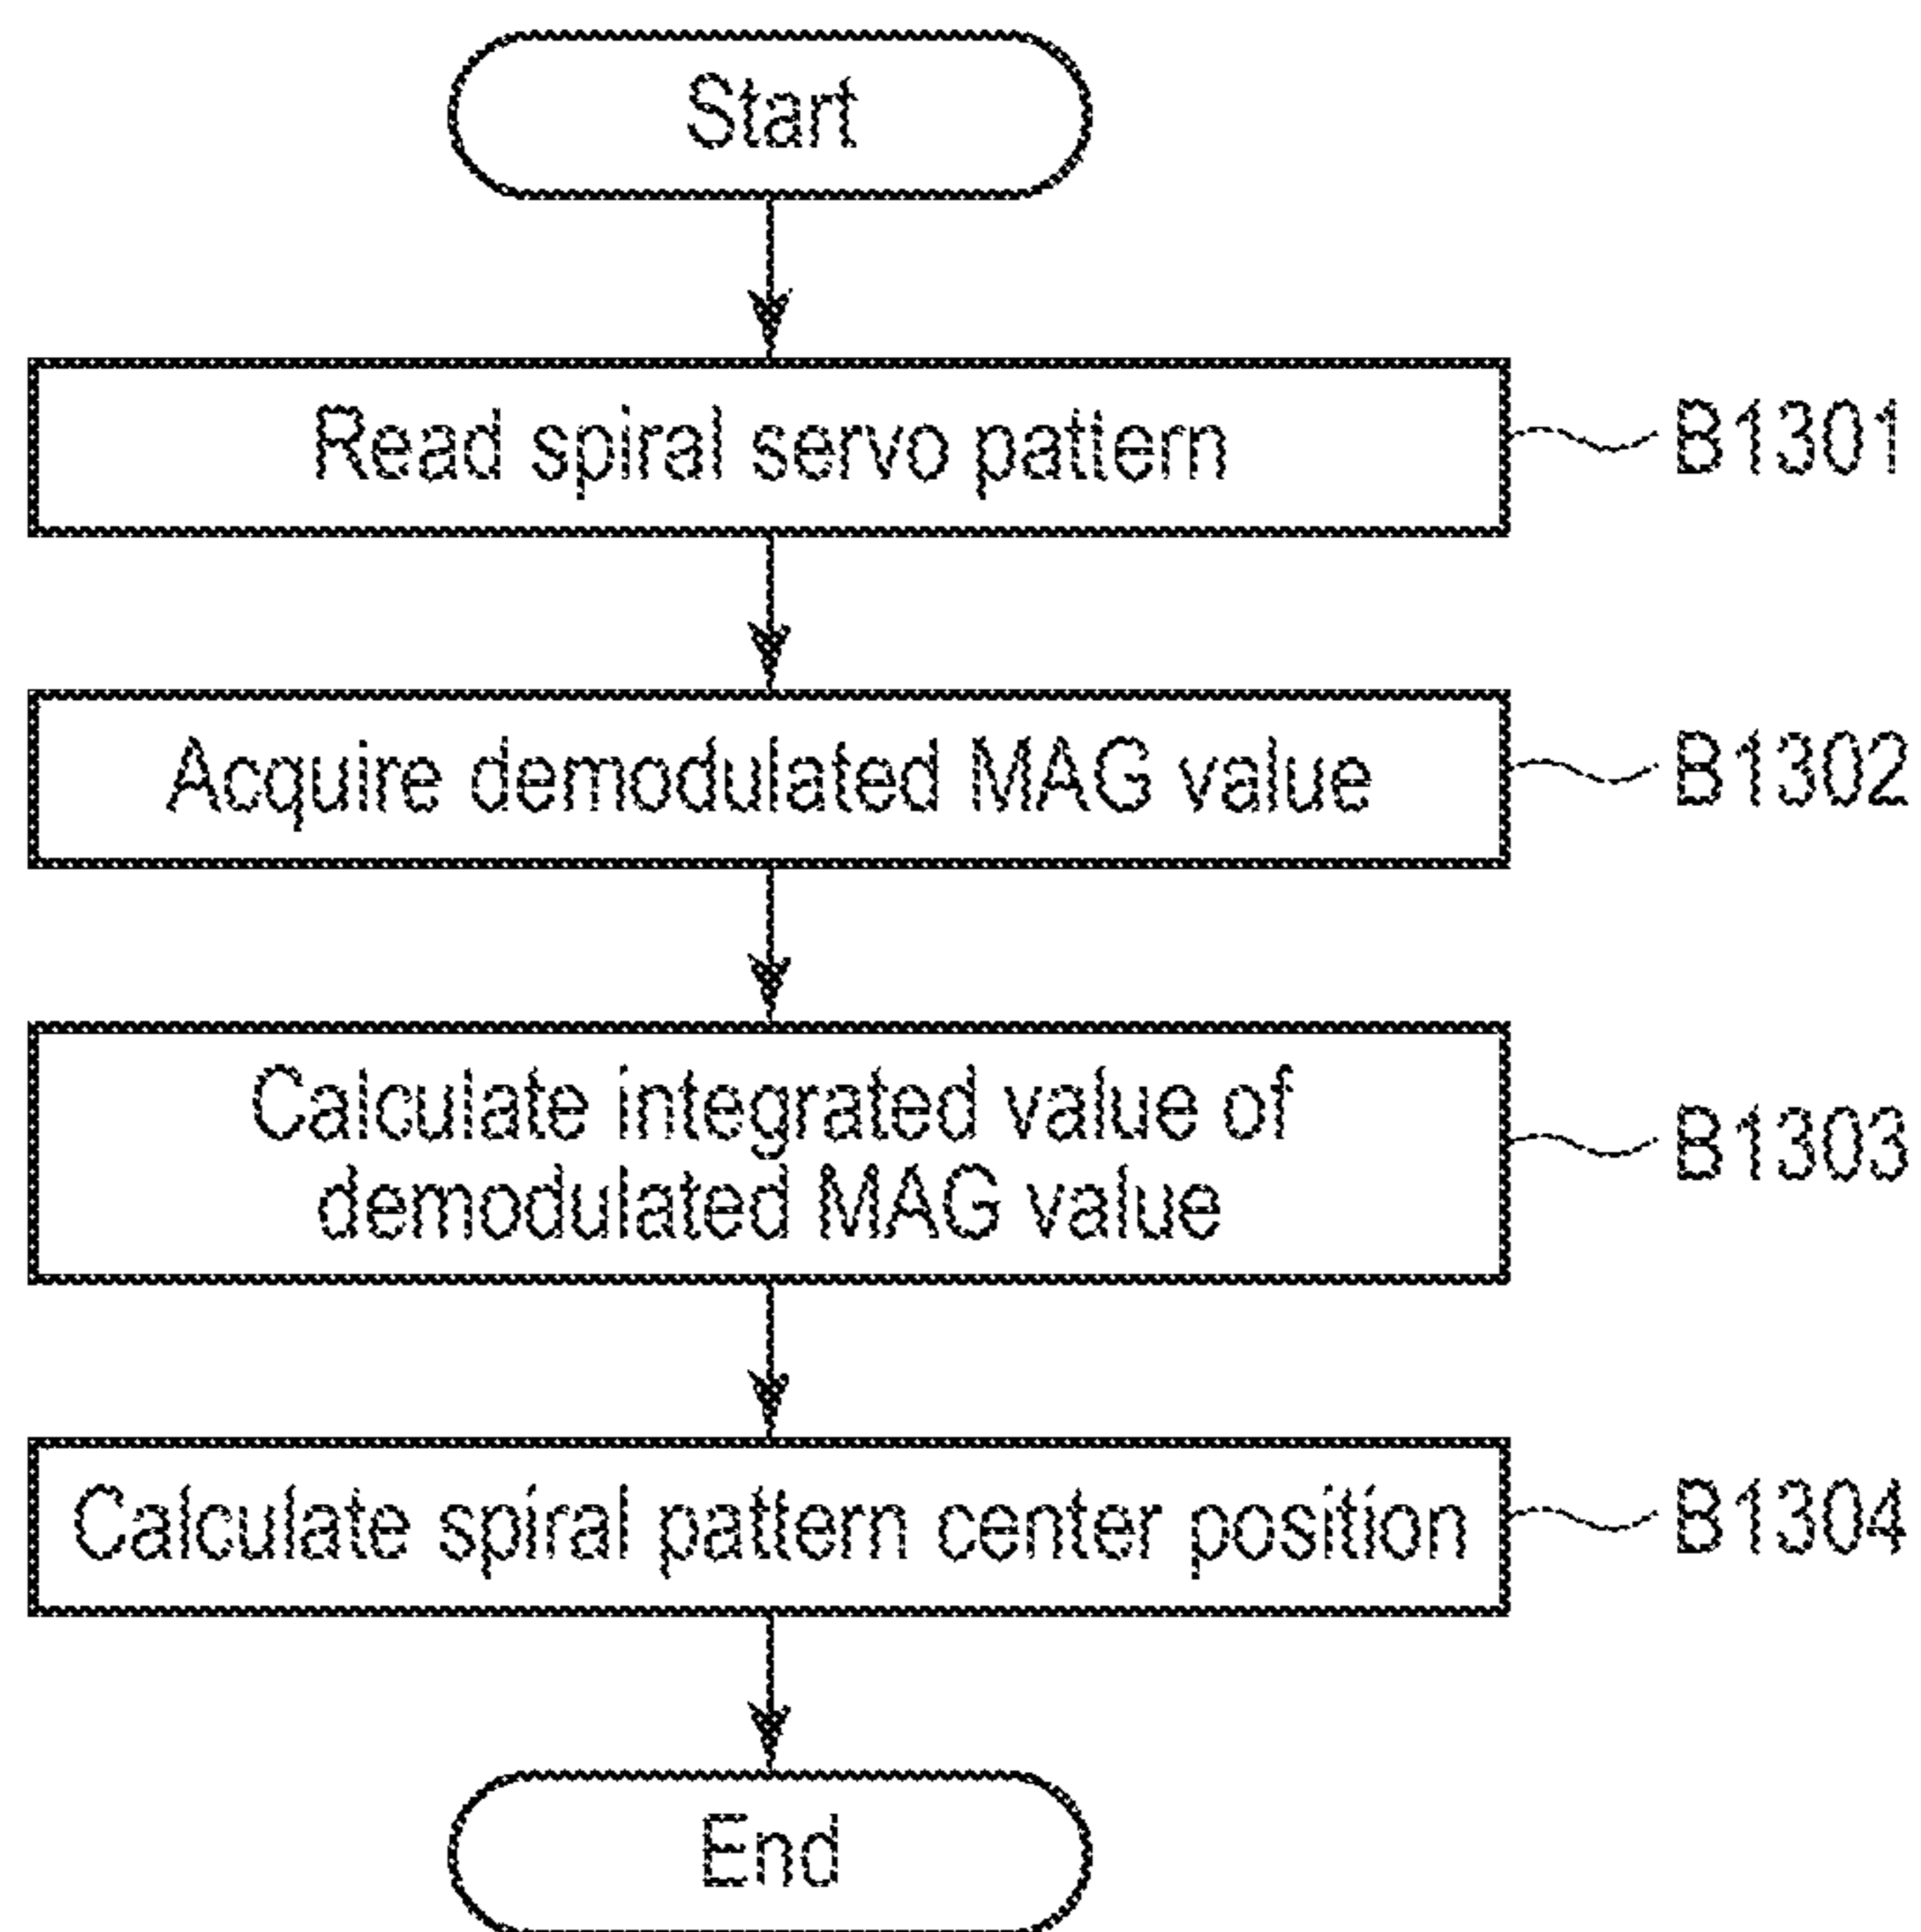 Start
Read spiral servo pattern
B1301
Acquire demodulated MAG value
B1302
Calculate integrated value of
demodulated MAG value
B1303
Calculate spiral pattern center position
B1304
End